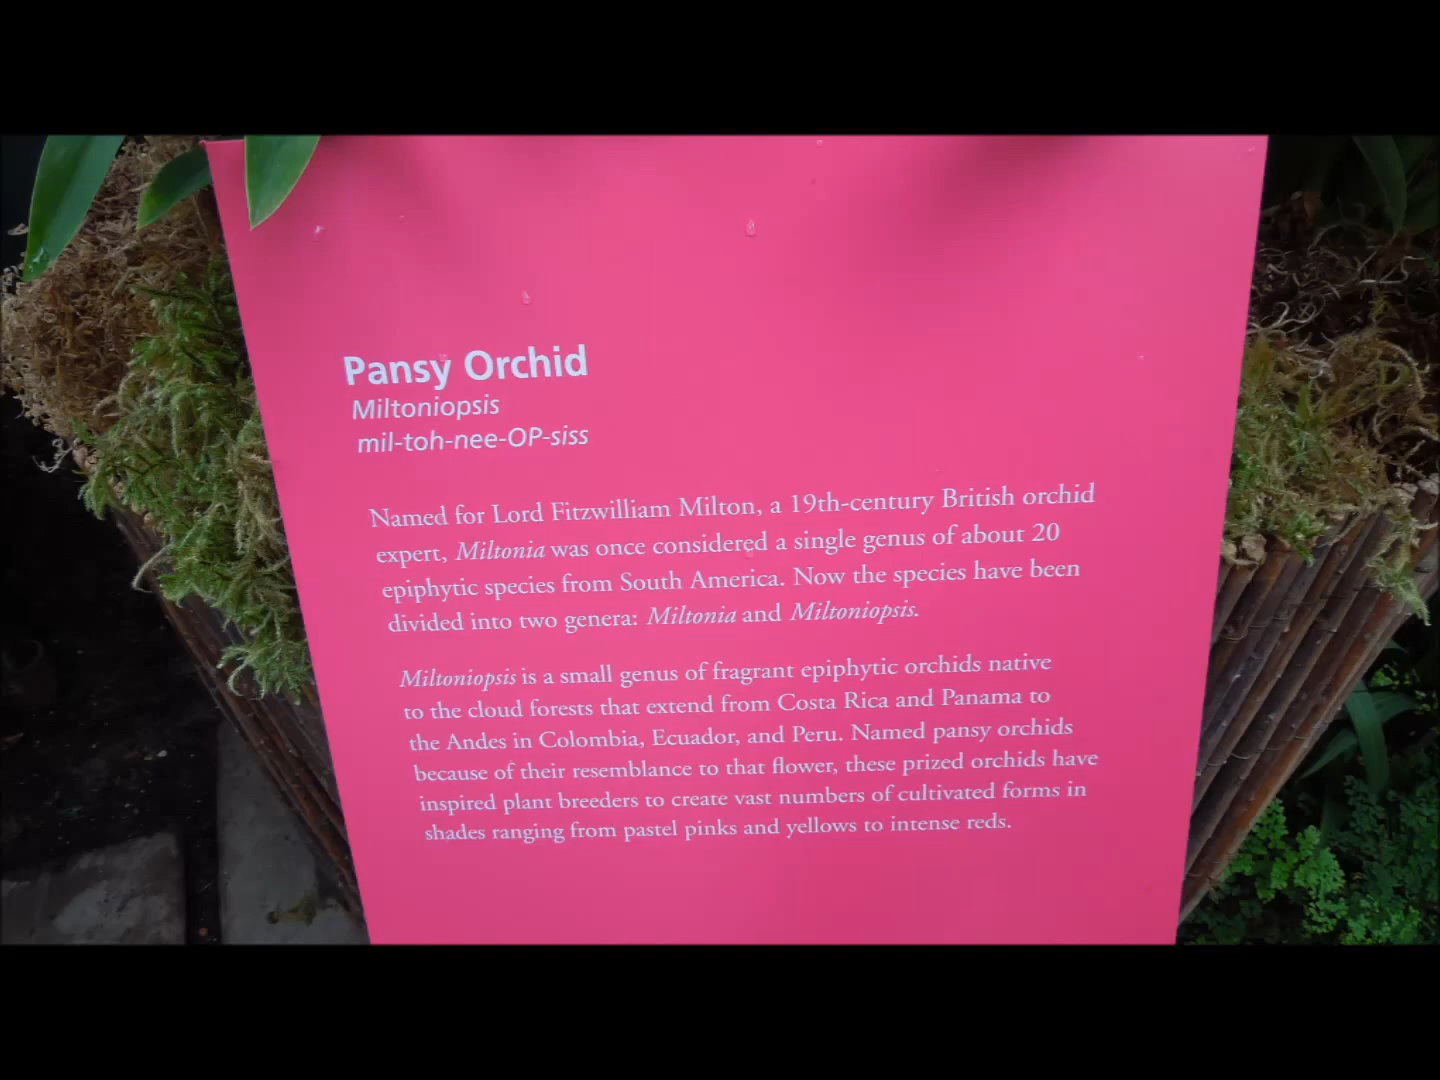 Pansy Orchid
Miltoniopsis
mil-toh-nee-OP-siss
Named for Lord Fitzwilliam Milton, a 19th-century British orchid
expert, Miltonia was once considered a single genus of about 20
epiphytic species from South America. Now the species have been
divided into two genera: Miltonia and Miltoniopsis.
Miltoniopsis is a small genus of fragrant epiphytic orchids native
to the cloud forests that extend from Costa Rica and Panama to
the Andes in Colombia, Ecuador, and Peru. Named pansy orchids
because of their resemblance to that flower, these prized orchids have
inspired plant breeders to create vast numbers of cultivated forms in
shades ranging from pastel pinks and yellows to intense reds.